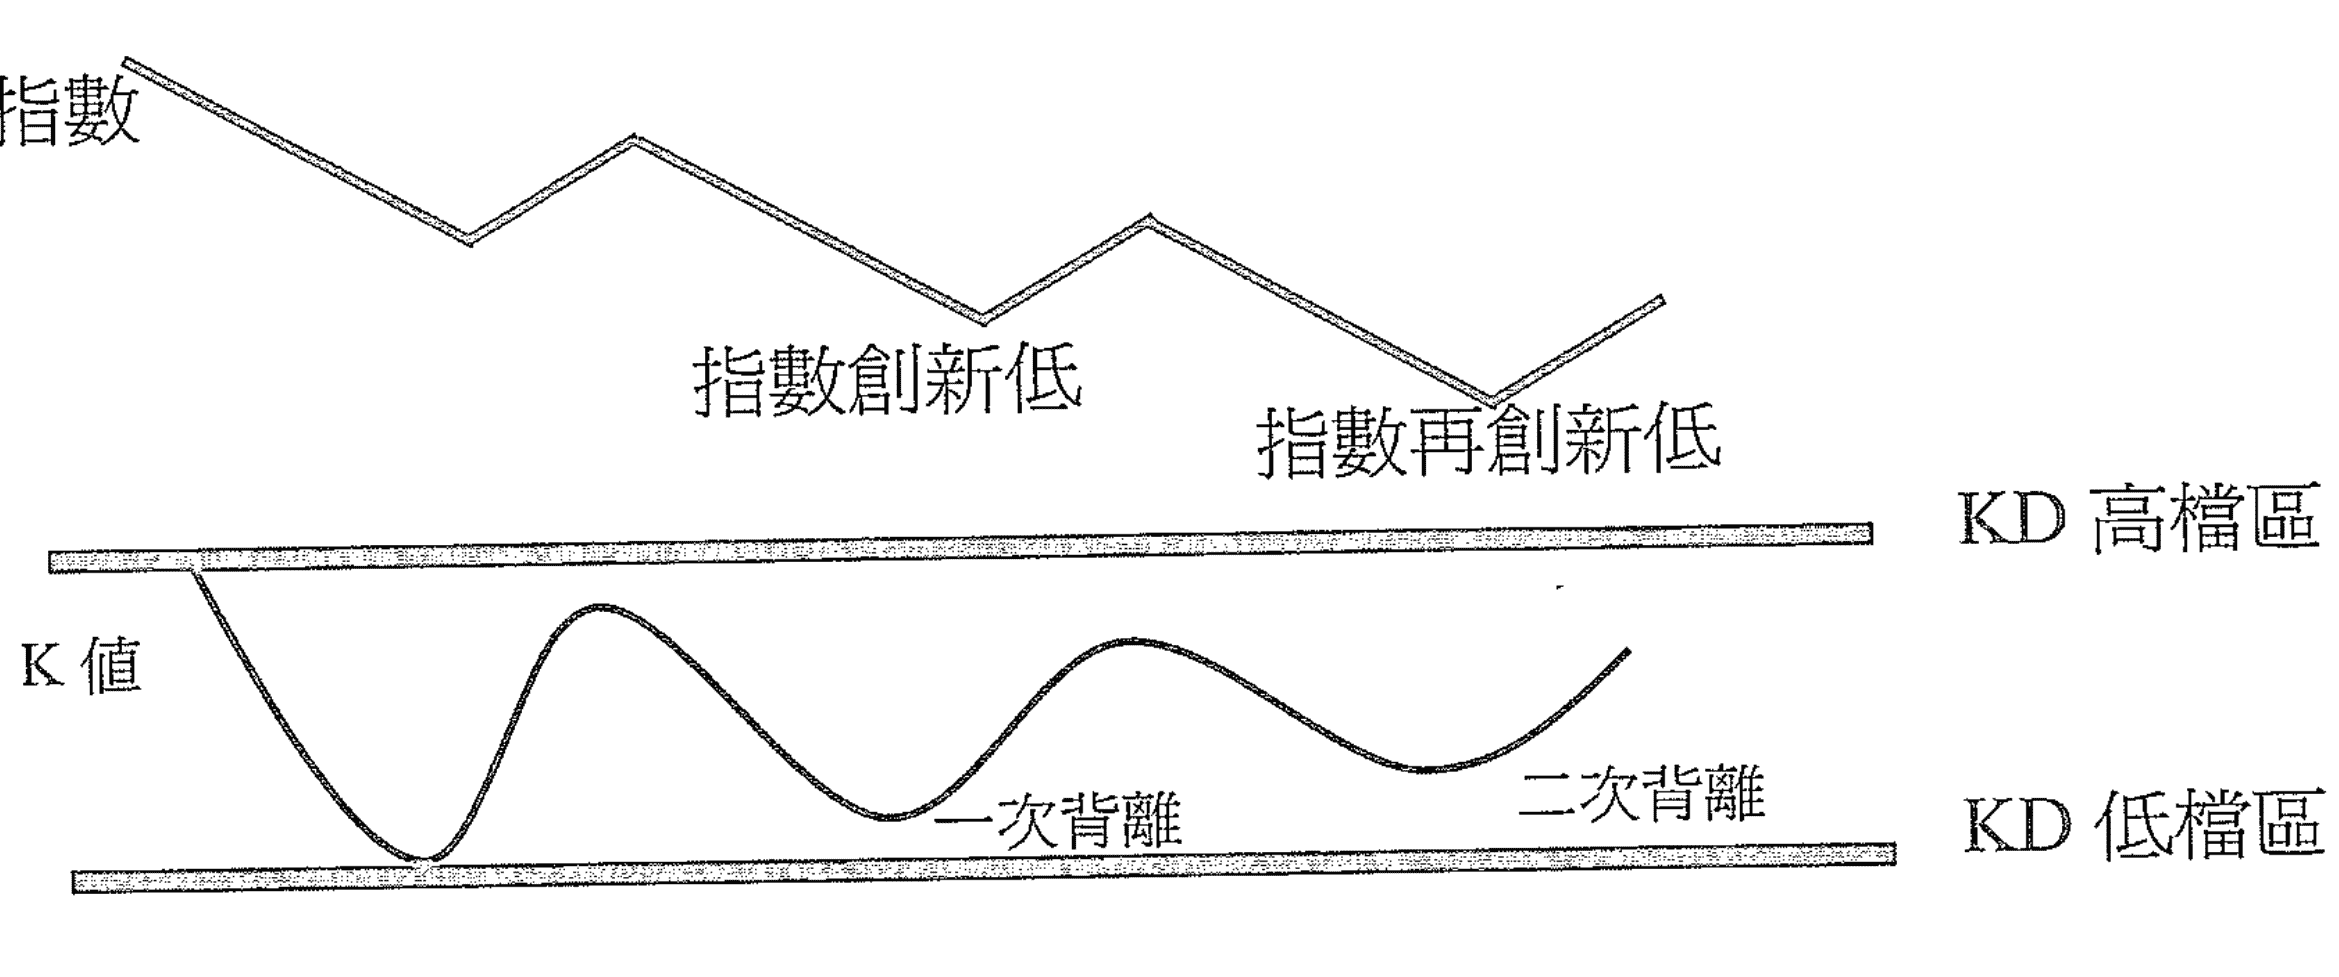 指數
指數創新低
指數再創新低
KD 高檔區
K 值
二次背離
一次背離
KD 低檔區